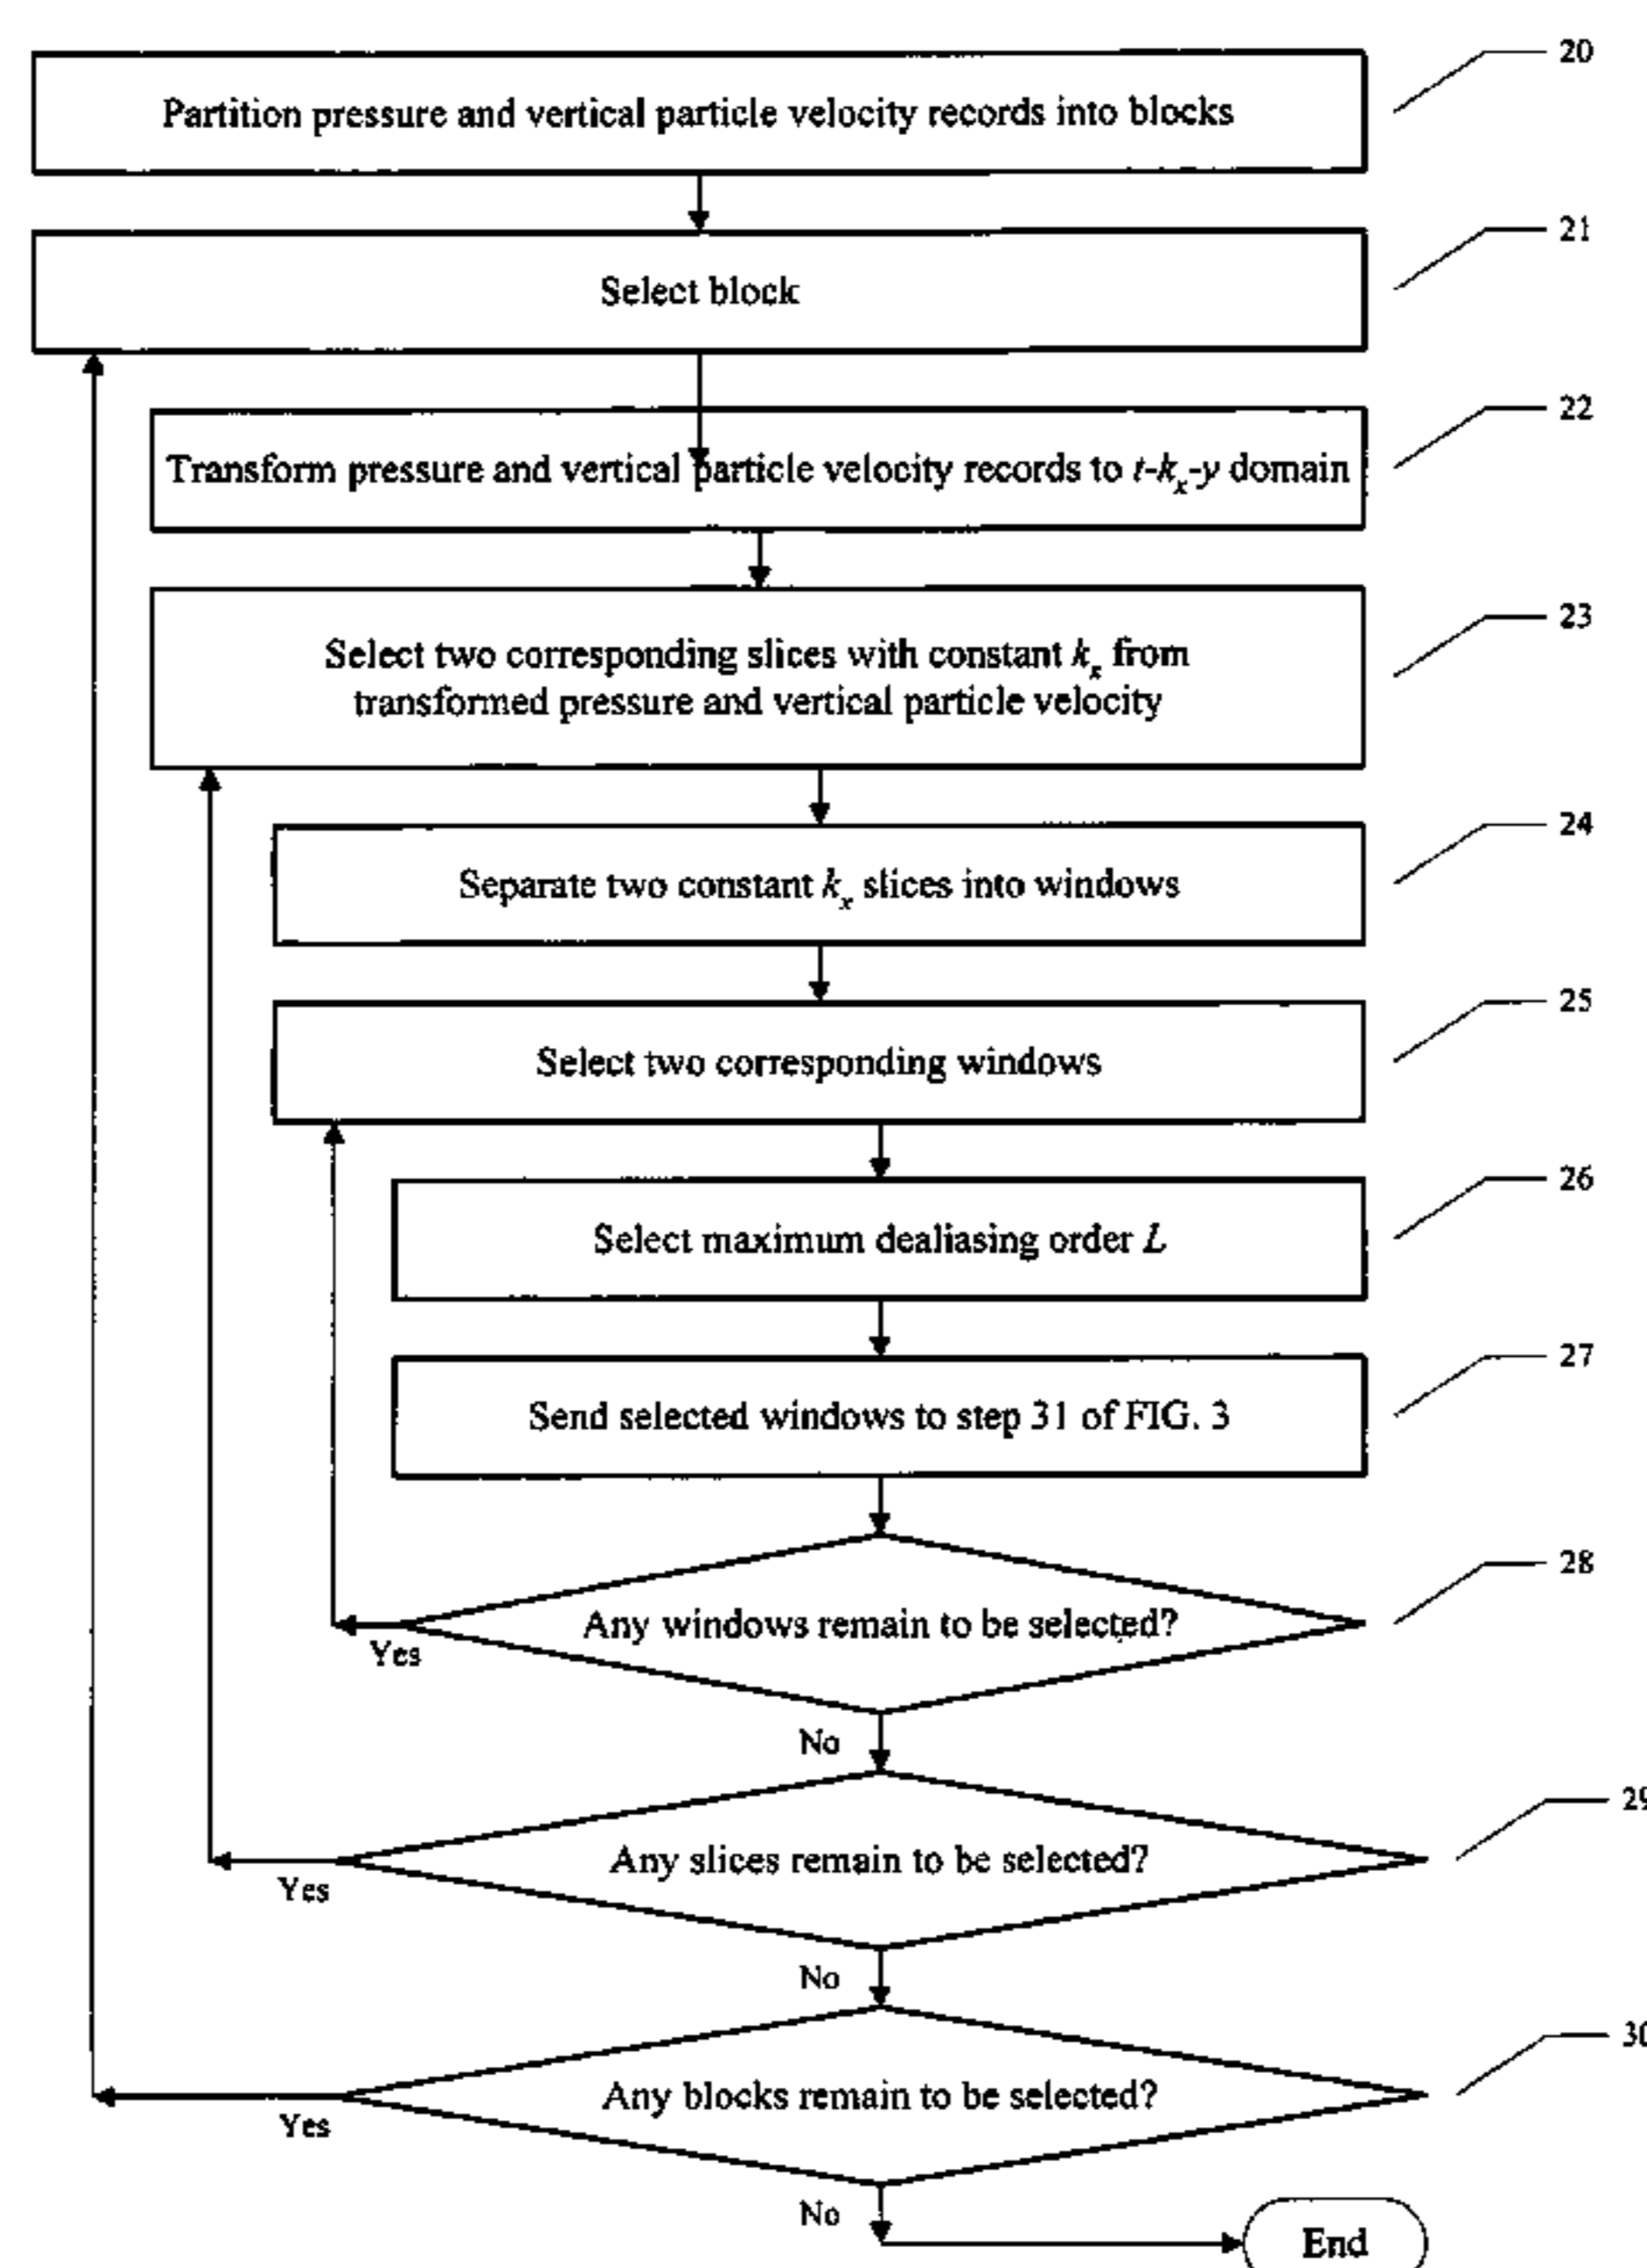 Partition pressure and vertical particle velocity records into blocks
20
Select block
21
Transform pressure and vertical particle velocity records to t-kx-y domain
22
Select two corresponding slices with constant kx from
transformed pressure and vertical particle velocity
23
Separate two constant kx slices into windows
24
Select two corresponding windows
25
Select maximum dealiasing order L
26
Send selected windows to step 31 of FIG. 3
27
Any windows remain to be selected?
28
Yes
No
Any slices remain to be selected?
29
Yes
No
Any blocks remain to be selected?
30
Yes
No
End